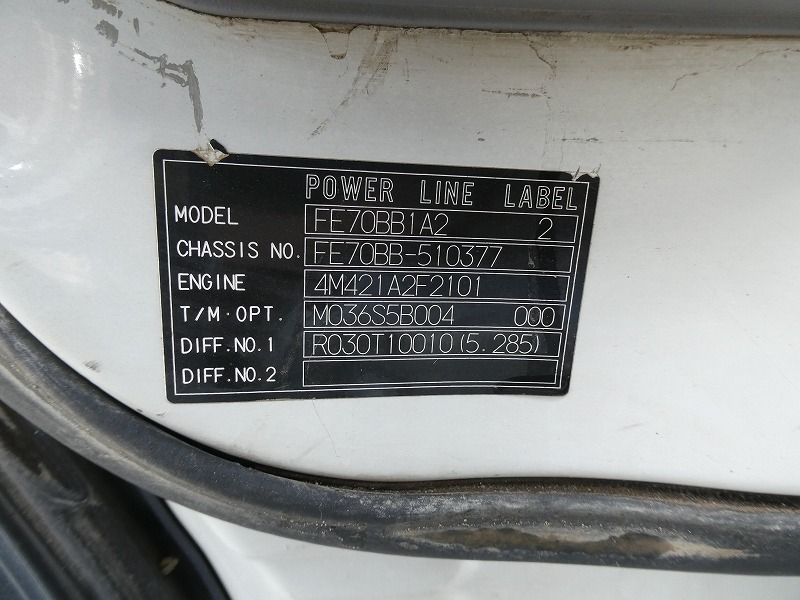 POWER LINE LABEL
MODEL FE70BB1A2 2
CHASSIS NO. FE70BB-510377
ENGINE 4M421A2F2101
T/M·OPT. M036S5B004 000
DIFF.NO.1 R030T10010(5.285)
DIFF.NO.2